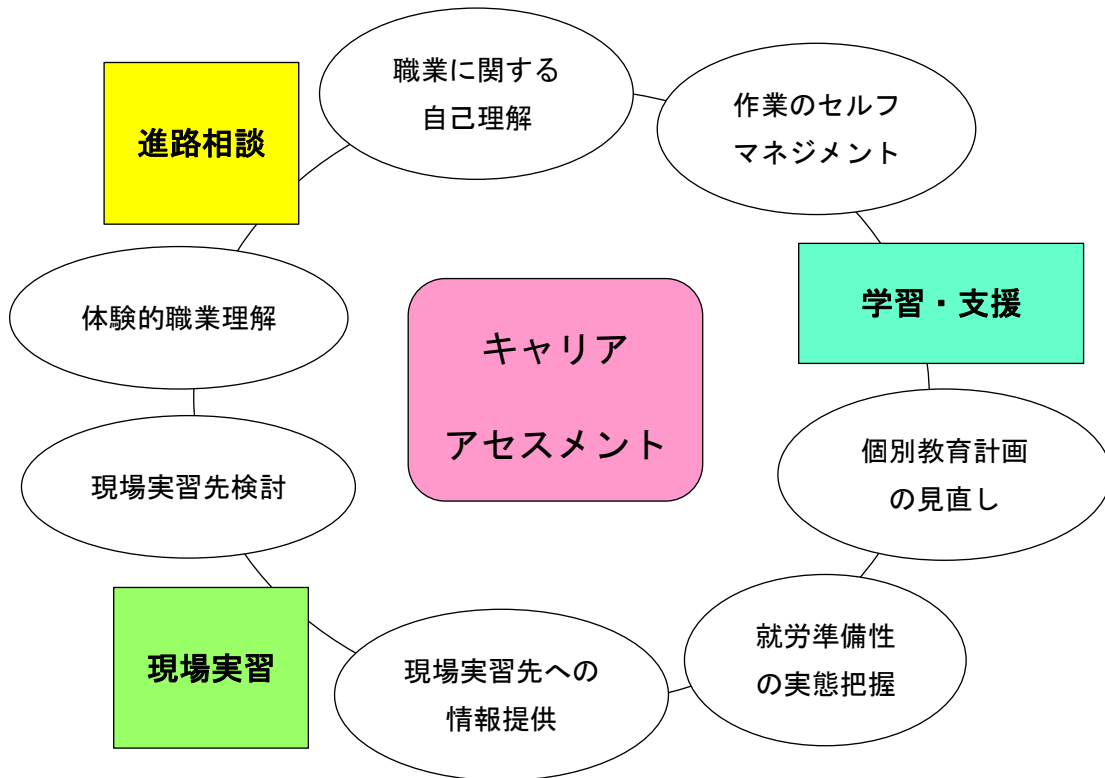 職業に関する
自己理解
作業のセルフ
マネジメント
進路相談
学習・支援
体験的職業理解
キャリア
アセスメント
個別教育計画
の見直し
現場実習先検討
就労準備性
の実態把握
現場実習
現場実習先への
情報提供